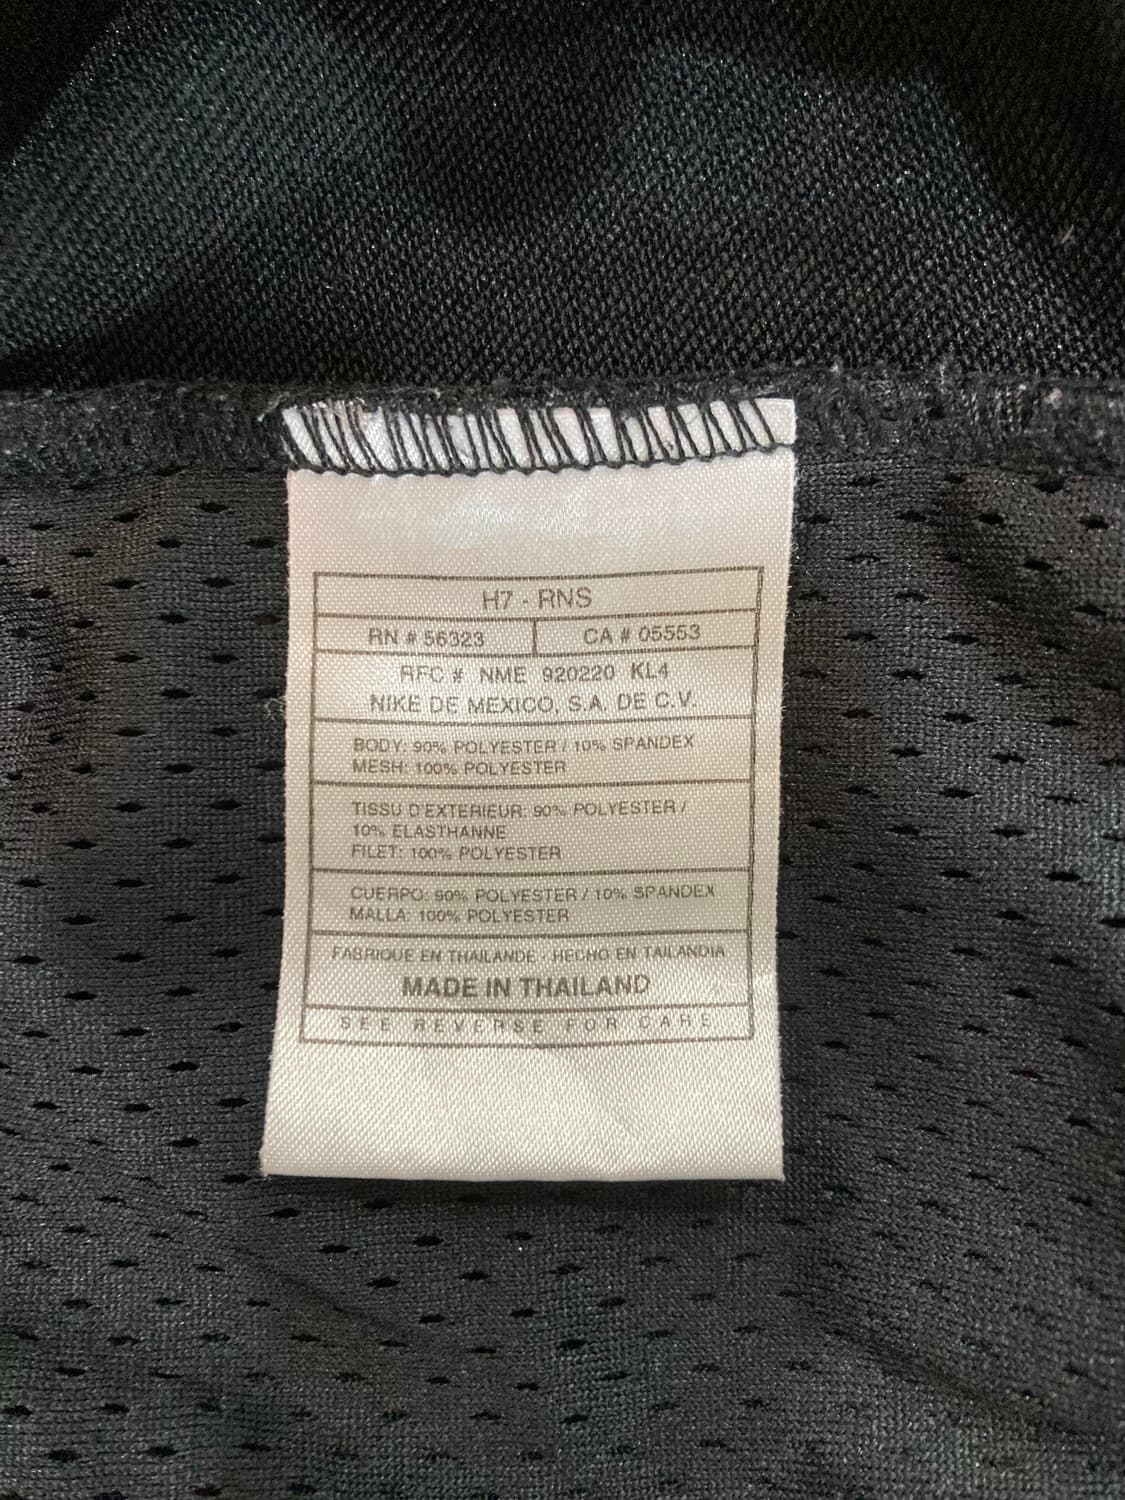 H7 - RNS
RN # 56323
CA # 05553
RFC # NME 920220 KL4
NIKE DE MEXICO, S.A. DE C.V.
BODY: 90% POLYESTER / 10% SPANDEX
MESH: 100% POLYESTER
TISSU D'EXTERIEUR: 90% POLYESTER /
10% ELASTHANNE
FILET: 100% POLYESTER
CUERPO: 90% POLYESTER / 10% SPANDEX
MALLA: 100% POLYESTER
FABRIQUE EN THAILANDE - HECHO EN TAILANDIA
MADE IN THAILAND
SEE REVERSE FOR CARE